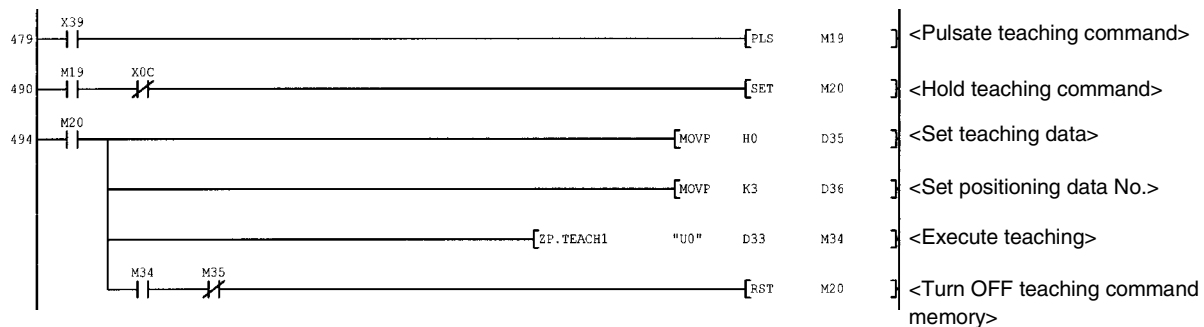 X39
479 [PLS M19 ] <Pulsate teaching command>
M19 X0C
490 [SET M20 ] <Hold teaching command>
M20
494 [MOVP H0 D35 ] <Set teaching data>
[MOVP K3 D36 ] <Set positioning data No.>
[ZP.TEACH1 "U0" D33 M34 ] <Execute teaching>
M34 M35
[RST M20 ] <Turn OFF teaching command
memory>